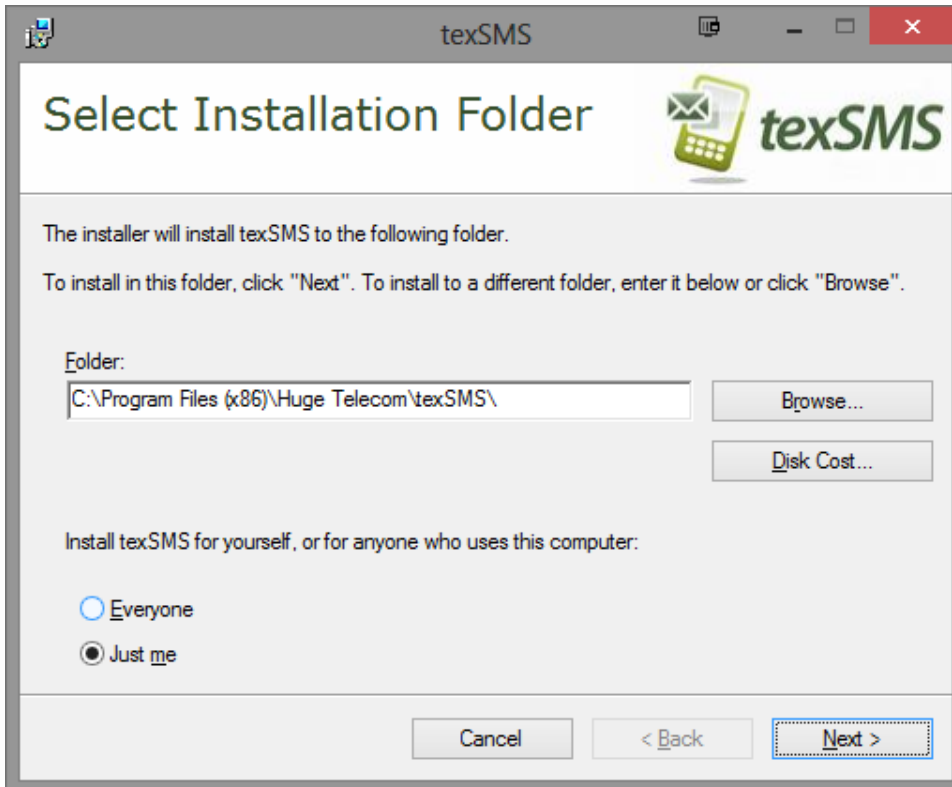 texSMS
Select Installation Folder
texSMS
The installer will install texSMS to the following folder.
To install in this folder, click "Next". To install to a different folder, enter it below or click "Browse".
Folder:
C:\Program Files (x86)\Huge Telecom\texSMS\
Browse...
Disk Cost...
Install texSMS for yourself, or for anyone who uses this computer:
Everyone
Just me
Cancel
< Back
Next >